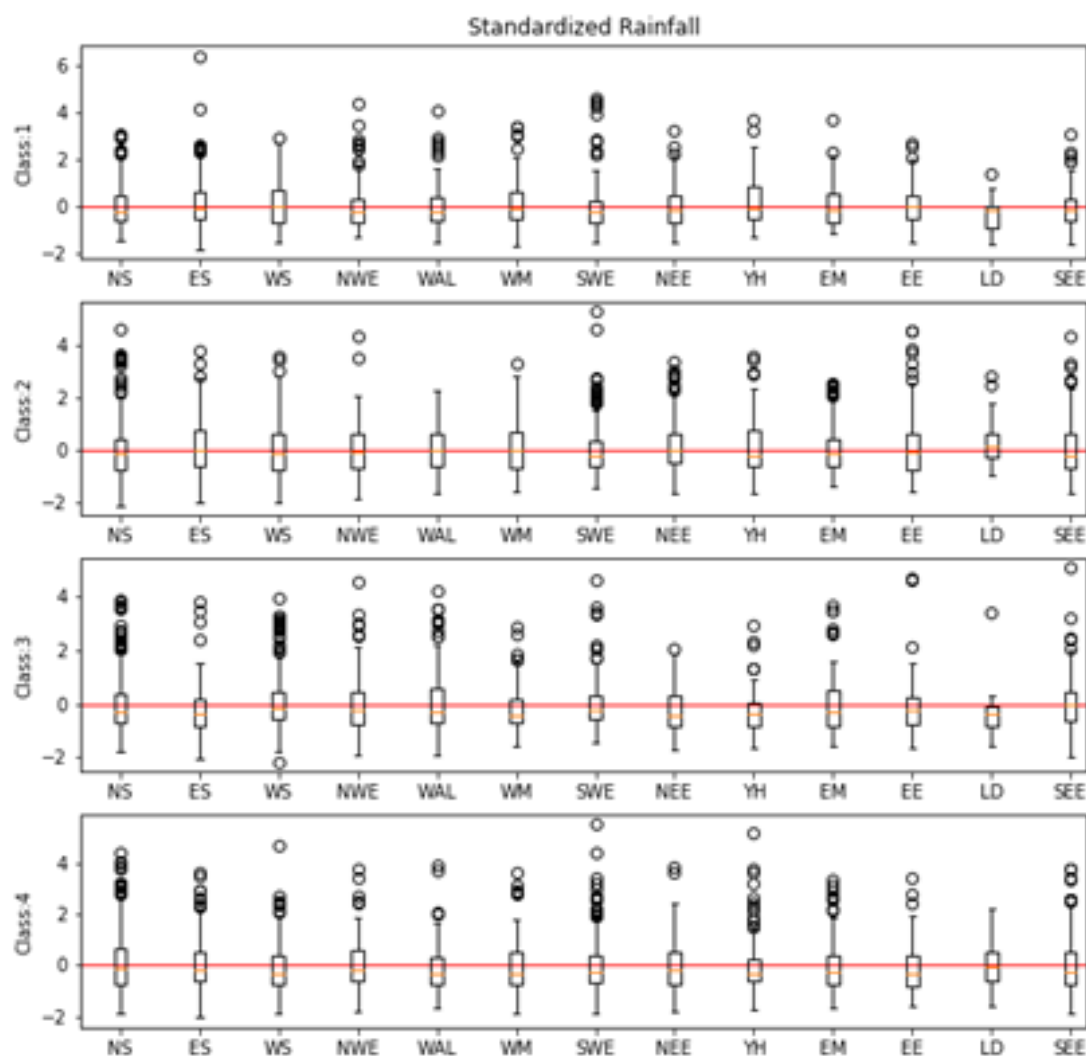 Standardized Rainfall
Class:1
6
4
2
0
−2
NS ES WS NWE WAL WM SWE NEE YH EM EE LD SEE
Class:2
4
2
0
−2
NS ES WS NWE WAL WM SWE NEE YH EM EE LD SEE
Class:3
4
2
0
−2
NS ES WS NWE WAL WM SWE NEE YH EM EE LD SEE
Class:4
4
2
0
−2
NS ES WS NWE WAL WM SWE NEE YH EM EE LD SEE